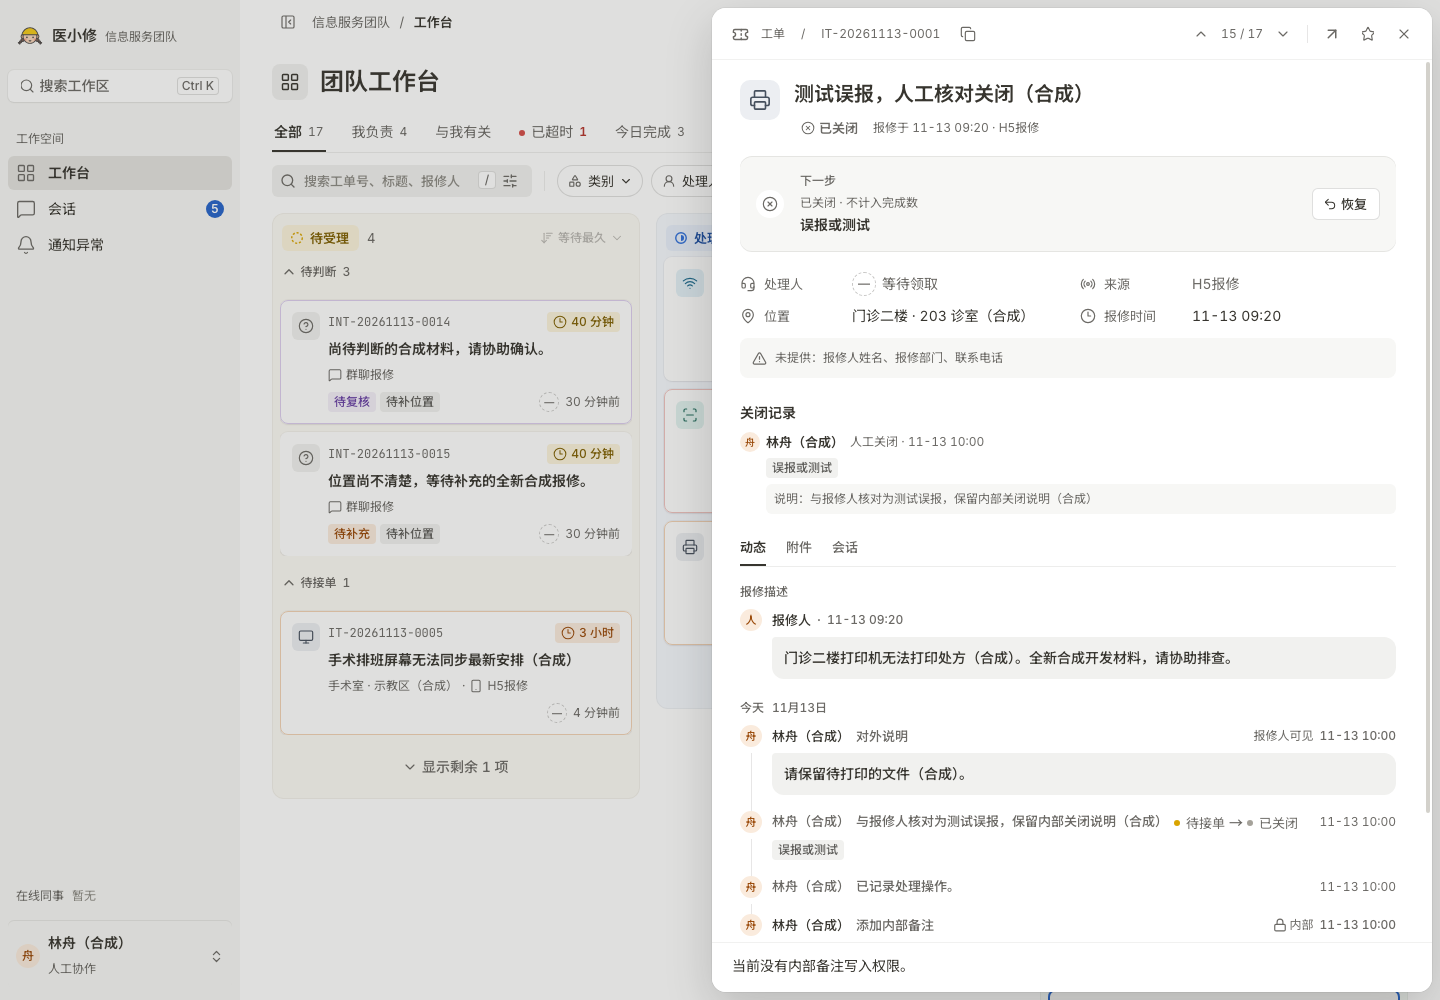 医小修 信息服务团队
搜索工作区 Ctrl K
工作空间
工作台
会话 5
通知异常
在线同事 暂无
舟 林舟（合成）
人工协作
信息服务团队 / 工作台
团队工作台
全部 17 我负责 4 与我有关 已超时 1 今日完成 3
搜索工单号、标题、报修人 / 类别 处理人
待受理 4 等待最久
待判断 3
INT-20261113-0014 40 分钟
尚待判断的合成材料，请协助确认。
群聊报修
待复核 待补位置 30 分钟前
INT-20261113-0015 40 分钟
位置尚不清楚，等待补充的全新合成报修。
群聊报修
待补充 待补位置 30 分钟前
待接单 1
IT-20261113-0005 3 小时
手术排班屏幕无法同步最新安排（合成）
手术室 · 示教区（合成） · H5报修
4 分钟前
显示剩余 1 项
工单 / IT-20261113-0001 15 / 17
测试误报，人工核对关闭（合成）
已关闭 报修于 11-13 09:20 · H5报修
下一步
已关闭 · 不计入完成数
误报或测试
恢复
处理人 等待领取 来源 H5报修
位置 门诊二楼 · 203 诊室（合成） 报修时间 11-13 09:20
未提供：报修人姓名、报修部门、联系电话
关闭记录
舟 林舟（合成） 人工关闭 · 11-13 10:00
误报或测试
说明：与报修人核对为测试误报，保留内部关闭说明（合成）
动态 附件 会话
报修描述
人 报修人 · 11-13 09:20
门诊二楼打印机无法打印处方（合成）。全新合成开发材料，请协助排查。
今天 11月13日
舟 林舟（合成） 对外说明 报修人可见 11-13 10:00
请保留待打印的文件（合成）。
舟 林舟（合成） 与报修人核对为测试误报，保留内部关闭说明（合成） 待接单 → 已关闭 11-13 10:00
误报或测试
舟 林舟（合成） 已记录处理操作。 11-13 10:00
舟 林舟（合成） 添加内部备注 内部 11-13 10:00
当前没有内部备注写入权限。